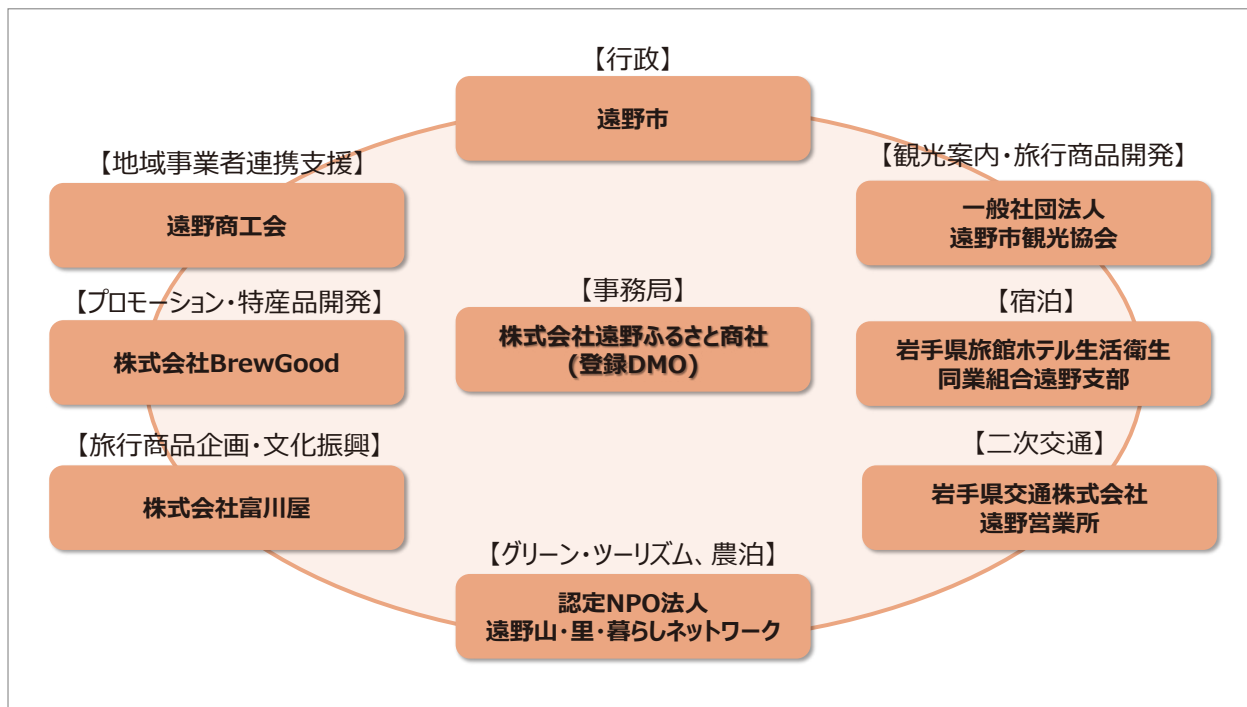 【行政】
遠野市
【地域事業者連携支援】
遠野商工会
【観光案内・旅行商品開発】
一般社団法人
遠野市観光協会
【プロモーション・特産品開発】
株式会社BrewGood
【事務局】
株式会社遠野ふるさと商社
(登録DMO)
【宿泊】
岩手県旅館ホテル生活衛生
同業組合遠野支部
【旅行商品企画・文化振興】
株式会社富川屋
【二次交通】
岩手県交通株式会社
遠野営業所
【グリーン・ツーリズム、農泊】
認定NPO法人
遠野山・里・暮らしネットワーク